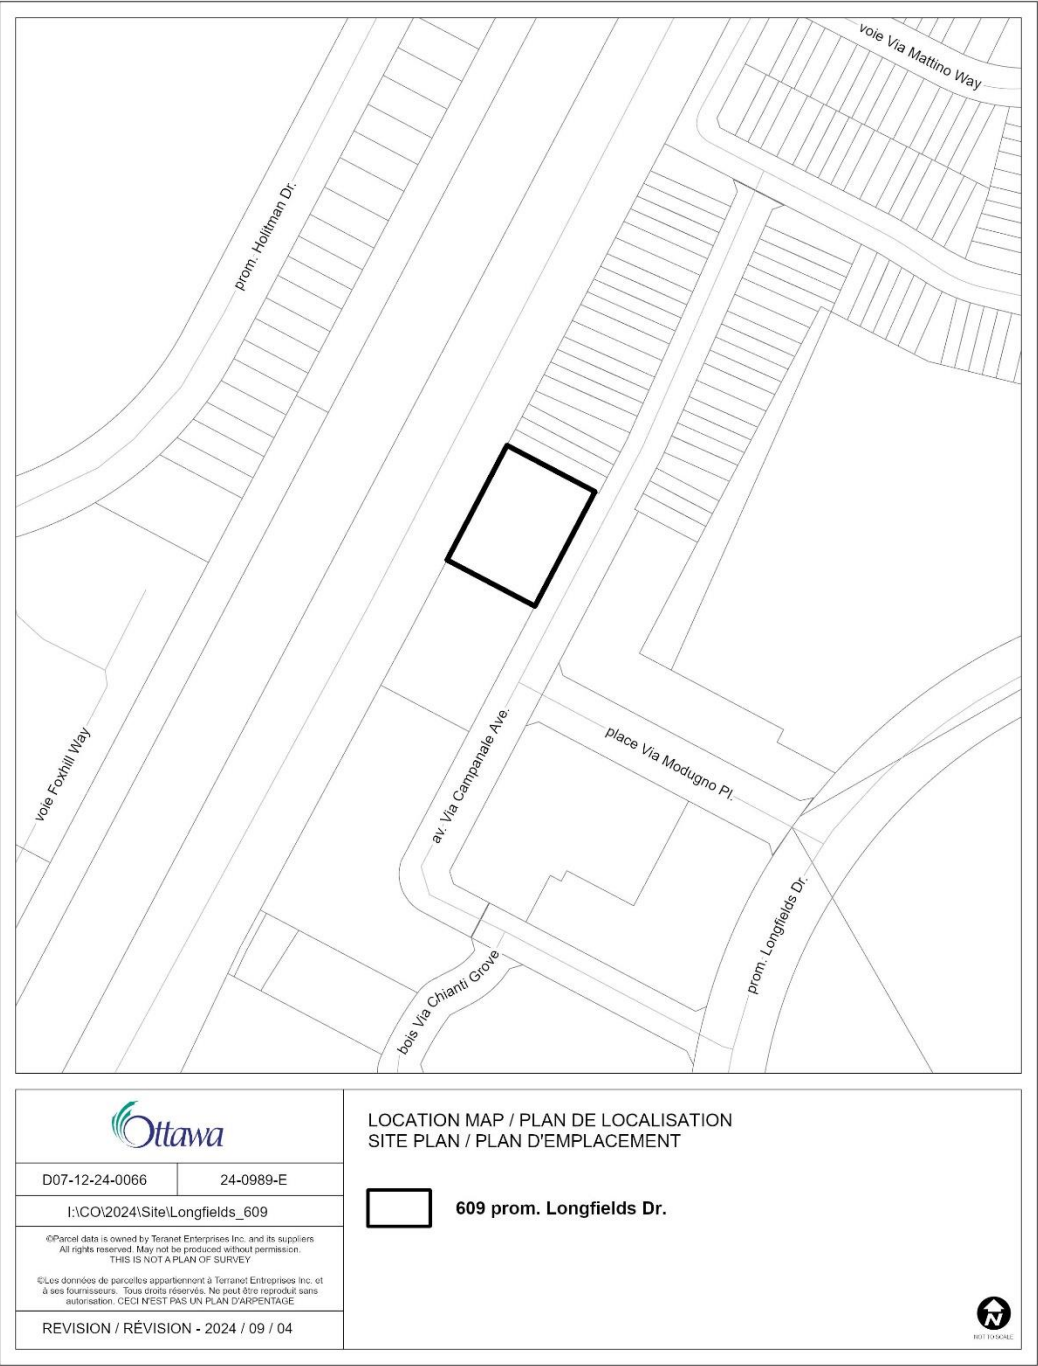 voie Via Mattino Way
prom. Holitman Dr.
av. Via Campanale Ave.
place Via Modugno Pl.
voie Foxhill Way
prom. Longfields Dr.
bois Via Chianti Grove
Ottawa
D07-12-24-0066
24-0989-E
I:\CO\2024\Site\Longfields_609
©Parcel data is owned by Teranet Enterprises Inc. and its suppliers
All rights reserved. May not be produced without permission.
THIS IS NOT A PLAN OF SURVEY
©Les données de parcelles appartiennent à Terranet Entreprises Inc. et
à ses fournisseurs. Tous droits réservés. Ne peut être reproduit sans
autorisation. CECI N'EST PAS UN PLAN D'ARPENTAGE
REVISION / RÉVISION - 2024 / 09 / 04
LOCATION MAP / PLAN DE LOCALISATION
SITE PLAN / PLAN D'EMPLACEMENT
609 prom. Longfields Dr.
N
NOT TO SCALE